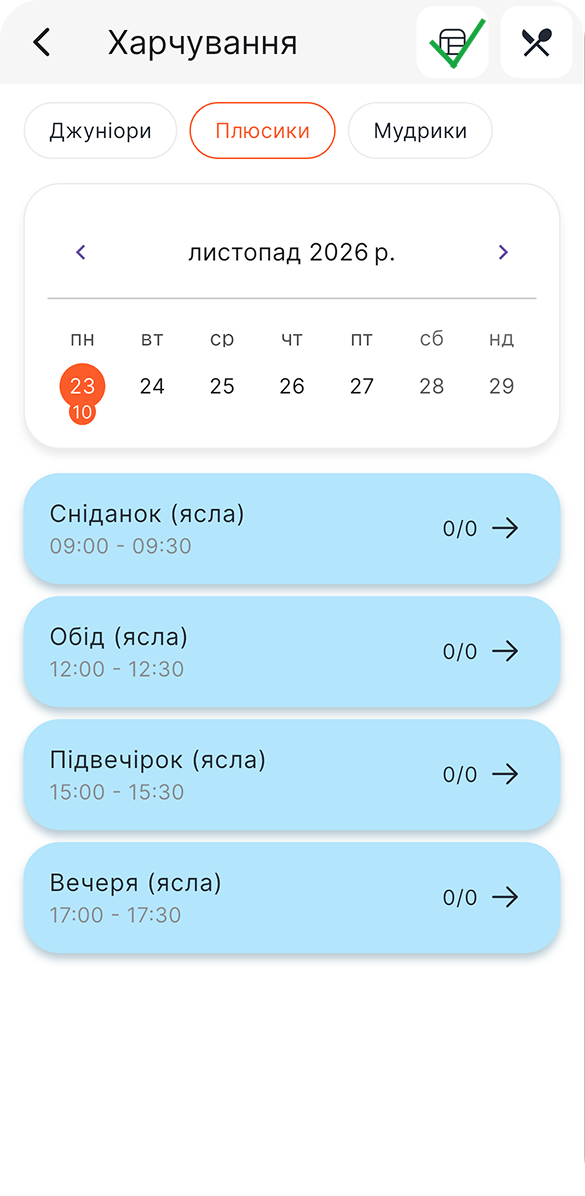 Харчування
Джуніори Плюсики Мудрики
листопад 2026 р.
пн вт ср чт пт сб нд
23 24 25 26 27 28 29
10
Сніданок (ясла)
0/0
09:00 - 09:30
Обід (ясла)
0/0
12:00 - 12:30
Підвечірок (ясла)
0/0
15:00 - 15:30
Вечеря (ясла)
0/0
17:00 - 17:30